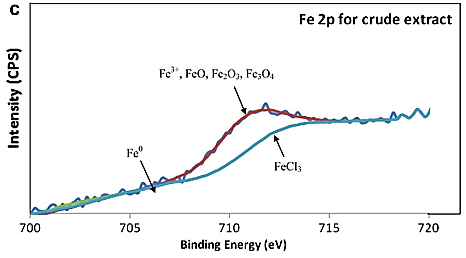 C
Fe 2p for crude extract
Intensity (CPS)
Fe³⁺, FeO, Fe₂O₃, Fe₃O₄
Fe⁰
FeCl₃
700 705 710 715 720
Binding Energy (eV)